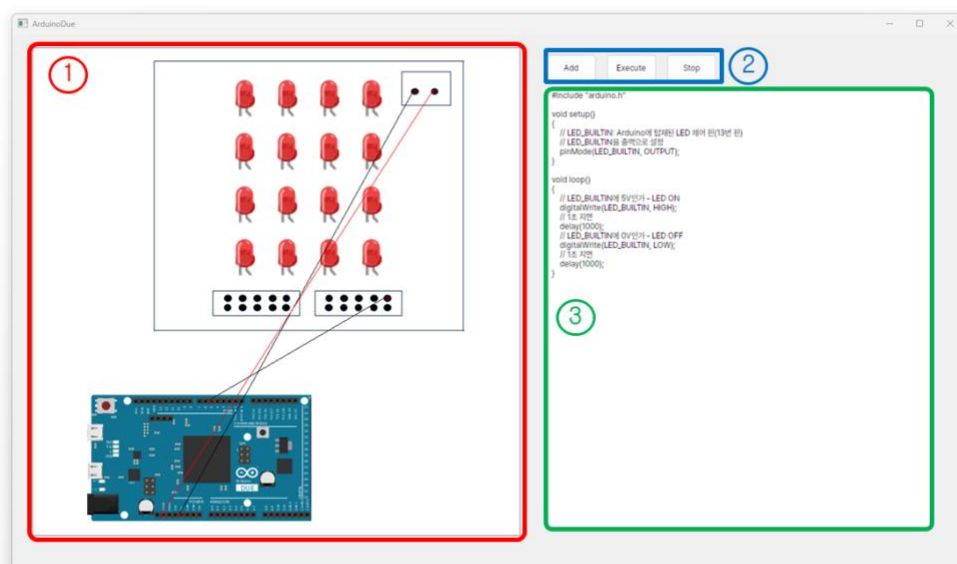 ArduinoDue
1
Add Execute Stop
2
#include "arduino.h"
void setup()
{
// LED_BUILTIN: Arduino에 탑재된 LED 제어 핀(13번 핀)
// LED_BUILTIN을 출력으로 설정
pinMode(LED_BUILTIN, OUTPUT);
}
void loop()
{
// LED_BUILTIN에 5V인가 - LED ON
digitalWrite(LED_BUILTIN, HIGH);
// 1초 지연
delay(1000);
// LED_BUILTIN에 0V인가 - LED OFF
digitalWrite(LED_BUILTIN, LOW);
// 1초 지연
delay(1000);
}
3
POWER
DUE